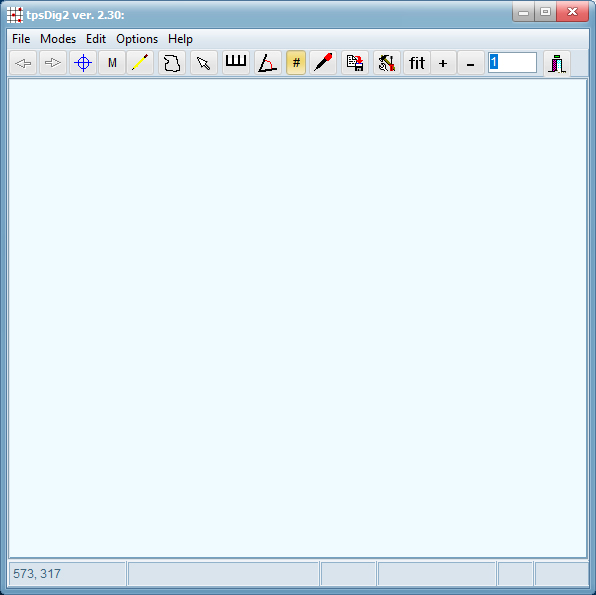 tpsDig2 ver. 2.30:
File Modes Edit Options Help
M # fit + - 1
573, 317